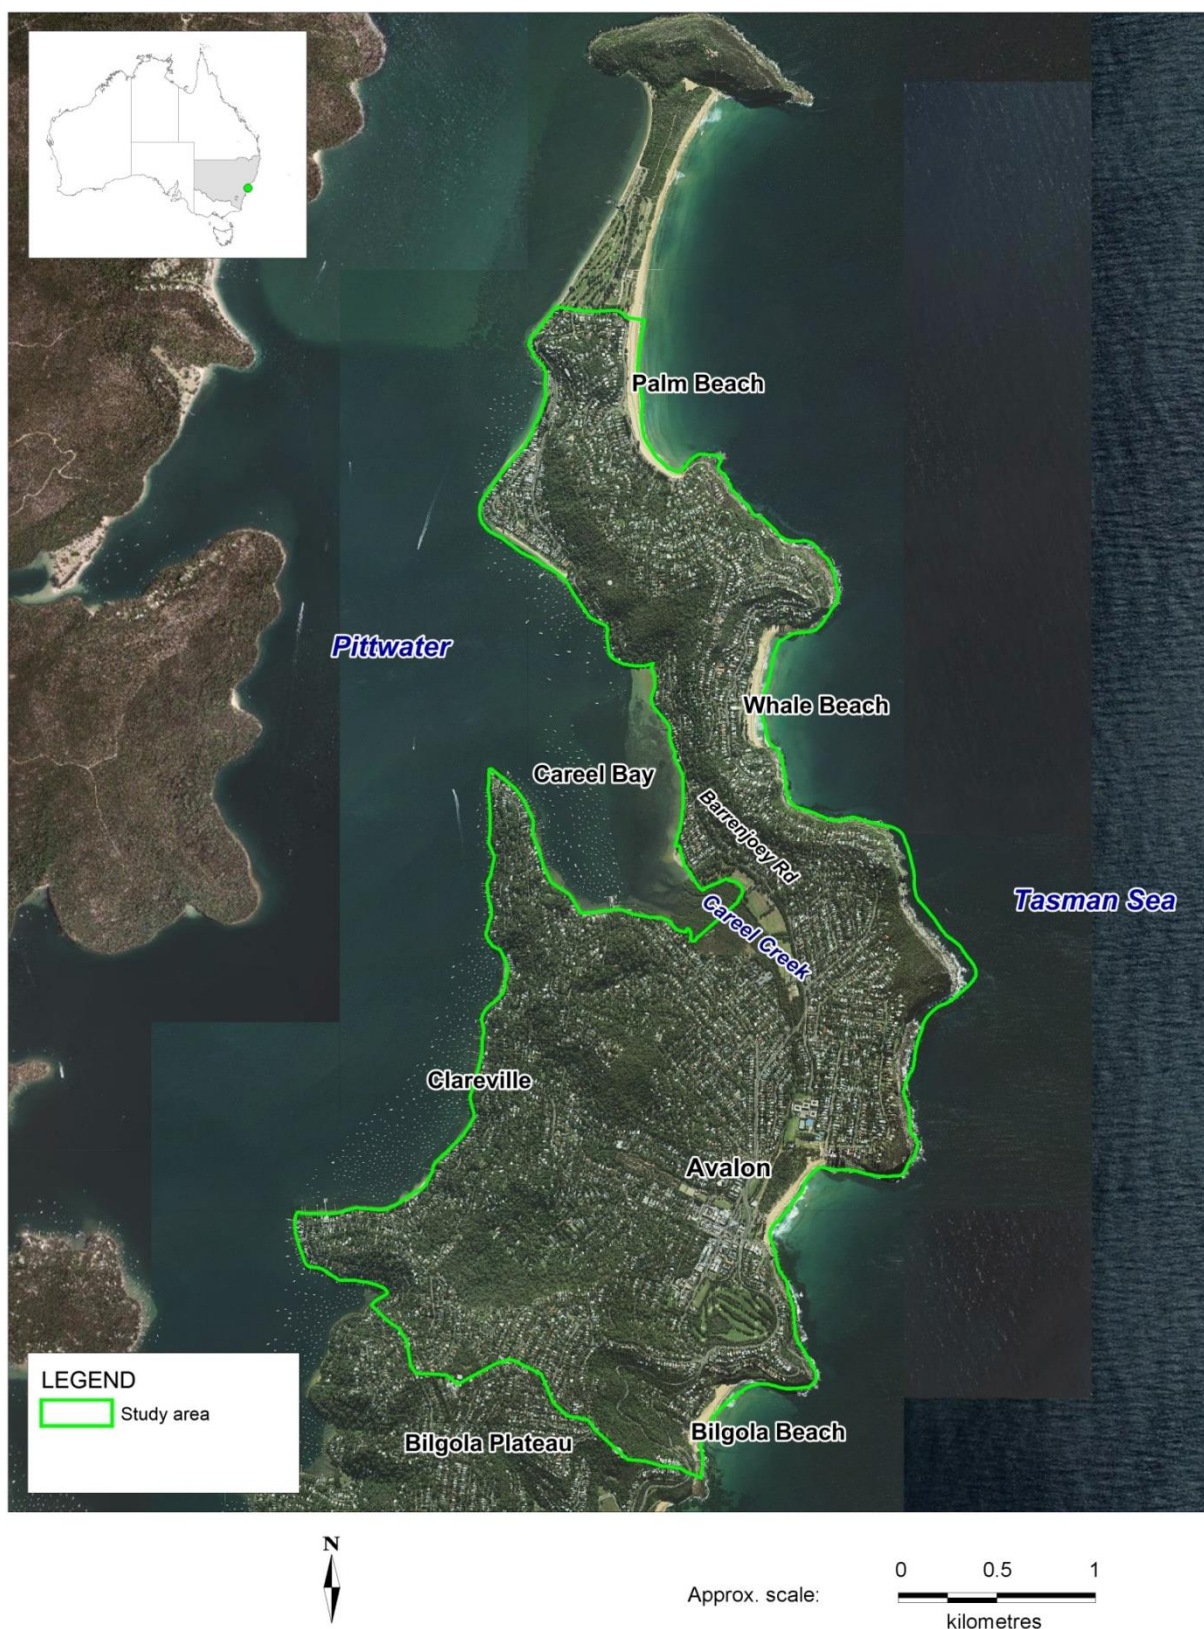 Palm Beach
Pittwater
Whale Beach
Careel Bay
Barrenjoey Rd
Tasman Sea
Careel Creek
Clareville
Avalon
LEGEND
Study area
Bilgola Beach
Bilgola Plateau
N
Approx. scale:
0 0.5 1
kilometres